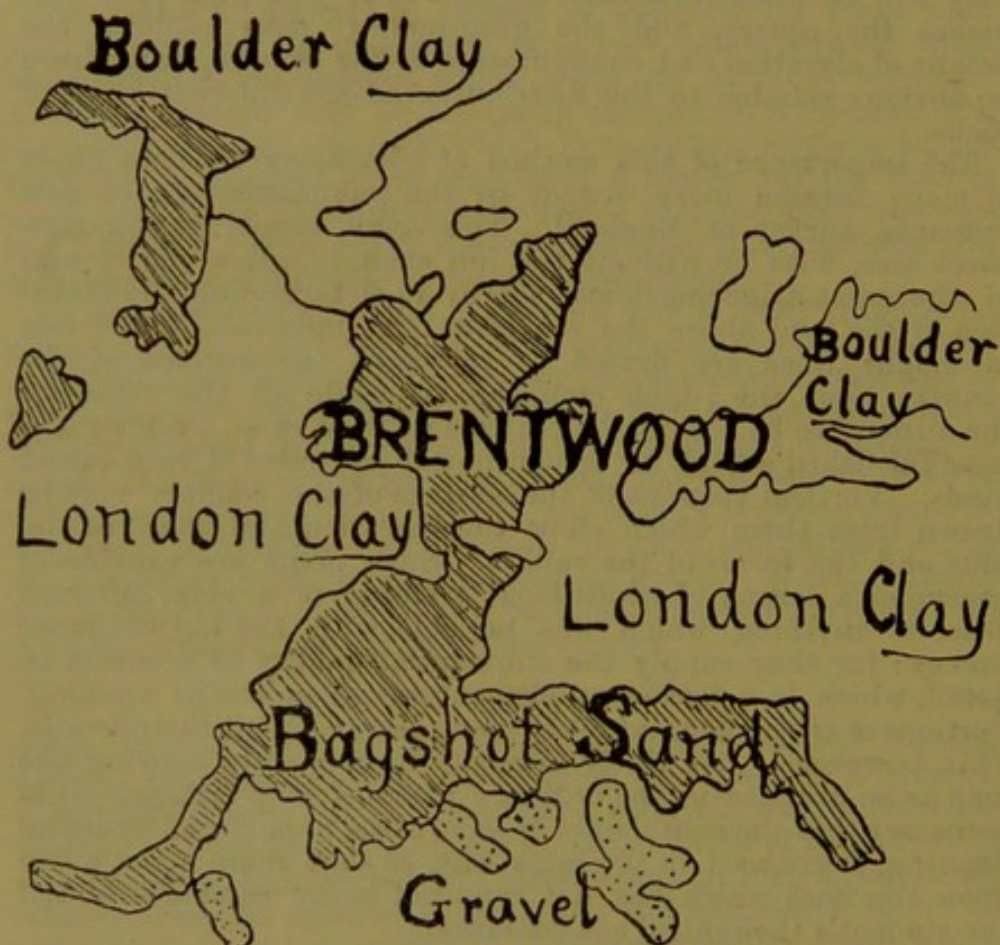 Boulder Clay
Boulder
Clay
BRENTWOOD
London Clay
London Clay
Bagshot Sand
Gravel